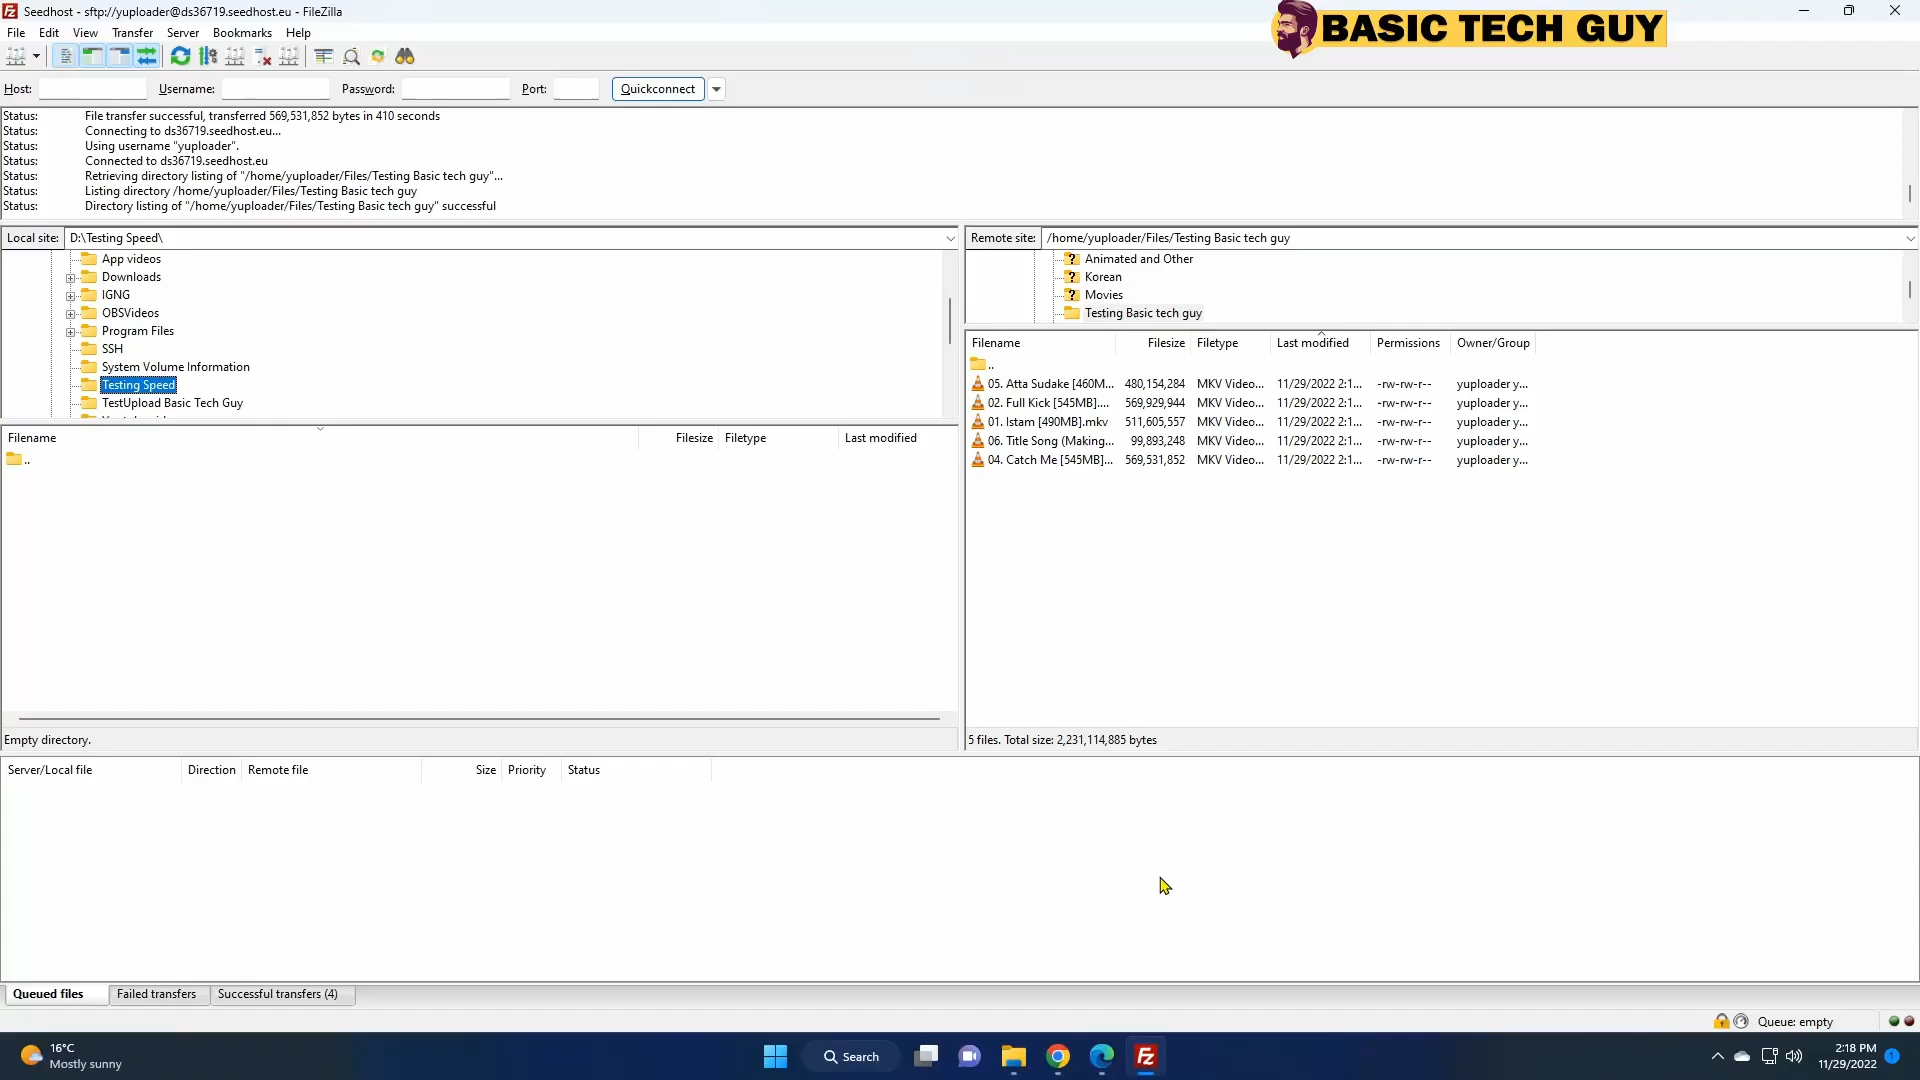 Seedhost - sftp://yuploader@ds36719.seedhost.eu - FileZilla
BASIC TECH GUY
File Edit View Transfer Server Bookmarks Help
Host: Username: Password: Port: Quickconnect
Status: File transfer successful, transferred 569,531,852 bytes in 410 seconds
Status: Connecting to ds36719.seedhost.eu...
Status: Using username "yuploader".
Status: Connected to ds36719.seedhost.eu
Status: Retrieving directory listing of "/home/yuploader/Files/Testing Basic tech guy"...
Status: Listing directory /home/yuploader/Files/Testing Basic tech guy
Status: Directory listing of "/home/yuploader/Files/Testing Basic tech guy" successful
Local site: D:\Testing Speed\
App videos
Downloads
IGNG
OBSVideos
Program Files
SSH
System Volume Information
Testing Speed
TestUpload Basic Tech Guy
Filename Filesize Filetype Last modified
..
Empty directory.
Remote site: /home/yuploader/Files/Testing Basic tech guy
Animated and Other
Korean
Movies
Testing Basic tech guy
Filename Filesize Filetype Last modified Permissions Owner/Group
..
05. Atta Sudake [460M... 480,154,284 MKV Video... 11/29/2022 2:1... -rw-rw-r-- yuploader y...
02. Full Kick [545MB].... 569,929,944 MKV Video... 11/29/2022 2:1... -rw-rw-r-- yuploader y...
01. Istam [490MB].mkv 511,605,557 MKV Video... 11/29/2022 2:1... -rw-rw-r-- yuploader y...
06. Title Song (Making... 99,893,248 MKV Video... 11/29/2022 2:1... -rw-rw-r-- yuploader y...
04. Catch Me [545MB]... 569,531,852 MKV Video... 11/29/2022 2:1... -rw-rw-r-- yuploader y...
5 files. Total size: 2,231,114,885 bytes
Server/Local file Direction Remote file Size Priority Status
Queued files Failed transfers Successful transfers (4)
Queue: empty
16°C
Mostly sunny
Search
2:18 PM
11/29/2022
1